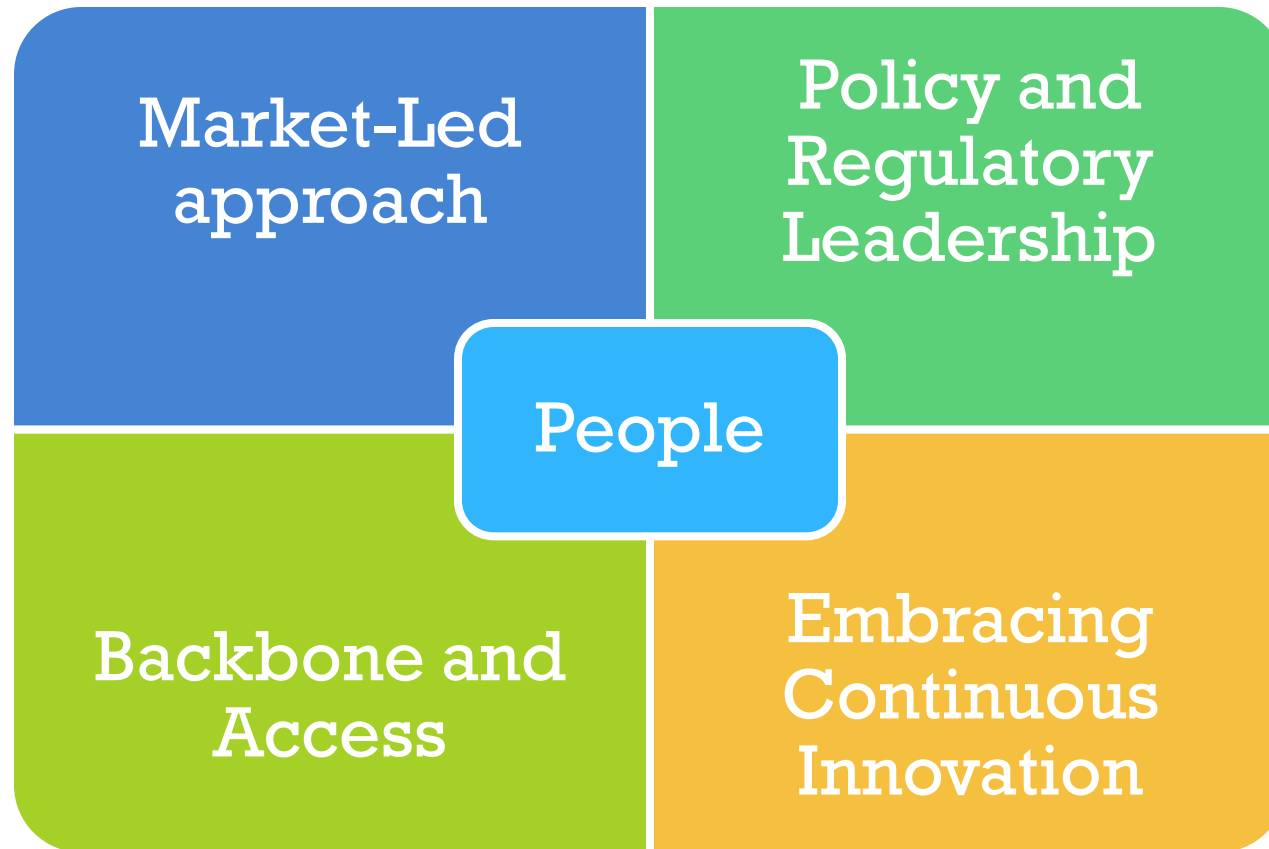 Market-Led
approach
Policy and
Regulatory
Leadership
People
Backbone and
Access
Embracing
Continuous
Innovation